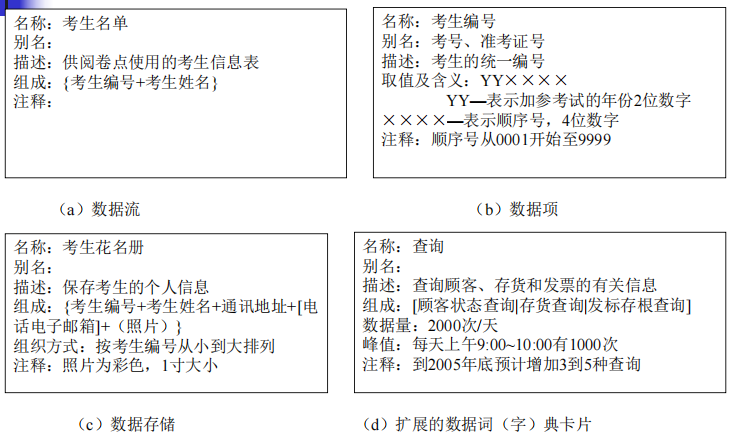 名称：考生名单
别名：
描述：供阅卷点使用的考生信息表
组成：{考生编号+考生姓名}
注释：
（a）数据流
名称：考生编号
别名：考号、准考证号
描述：考生的统一编号
取值及含义：YY××××
YY—表示加参考试的年份2位数字
××××—表示顺序号，4位数字
注释：顺序号从0001开始至9999
（b）数据项
名称：考生花名册
别名：
描述：保存考生的个人信息
组成：{考生编号+考生姓名+通讯地址+[电
话电子邮箱]+（照片）}
组织方式：按考生编号从小到大排列
注释：照片为彩色，1寸大小
（c）数据存储
名称：查询
别名：
描述：查询顾客、存货和发票的有关信息
组成：[顾客状态查询|存货查询|发标存根查询]
数据量：2000次/天
峰值：每天上午9:00~10:00有1000次
注释：到2005年底预计增加3到5种查询
（d）扩展的数据词（字）典卡片